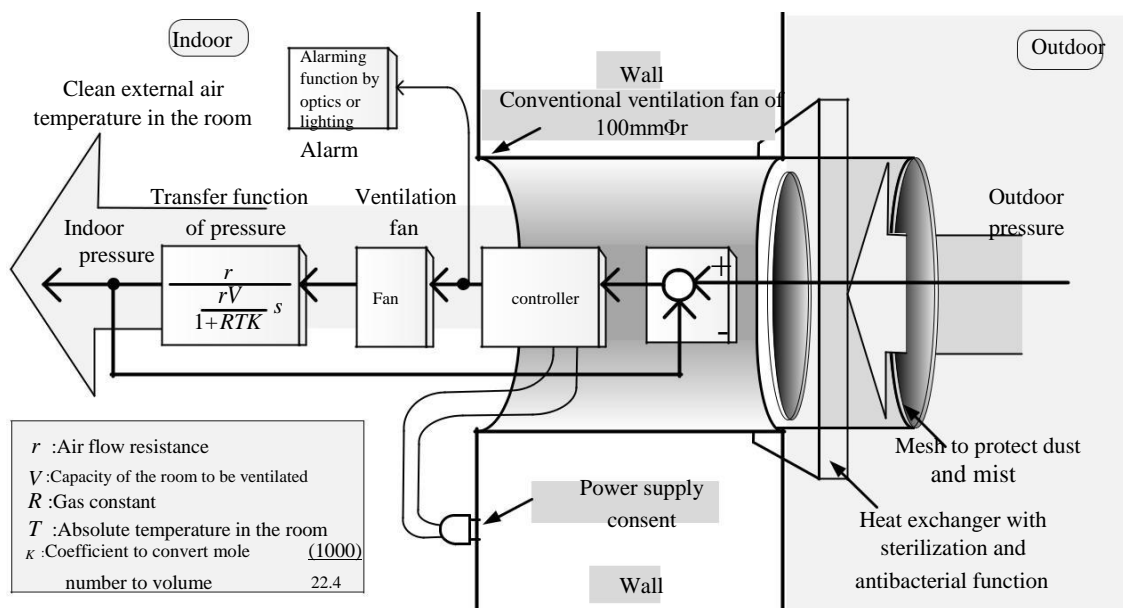 Indoor
Outdoor
Alarming
function by
optics or
lighting
Alarm
Wall
Clean external air
temperature in the room
Conventional ventilation fan of
100mmΦr
Transfer function
of pressure
Ventilation
fan
Indoor
pressure
Outdoor
pressure
r
rV
1+RTK
s
Fan
controller
+
-
r :Air flow resistance
V :Capacity of the room to be ventilated
R :Gas constant
T :Absolute temperature in the room
K :Coefficient to convert mole (1000)
number to volume 22.4
Power supply
consent
Mesh to protect dust
and mist
Heat exchanger with
sterilization and
antibacterial function
Wall